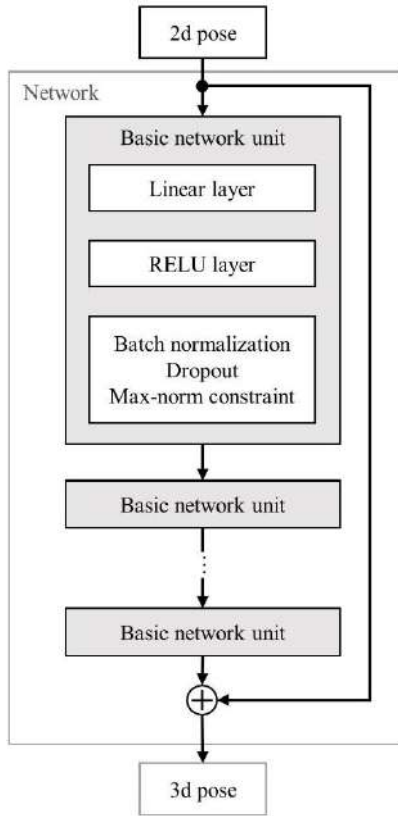 2d pose
Network
Basic network unit
Linear layer
RELU layer
Batch normalization
Dropout
Max-norm constraint
Basic network unit
Basic network unit
3d pose